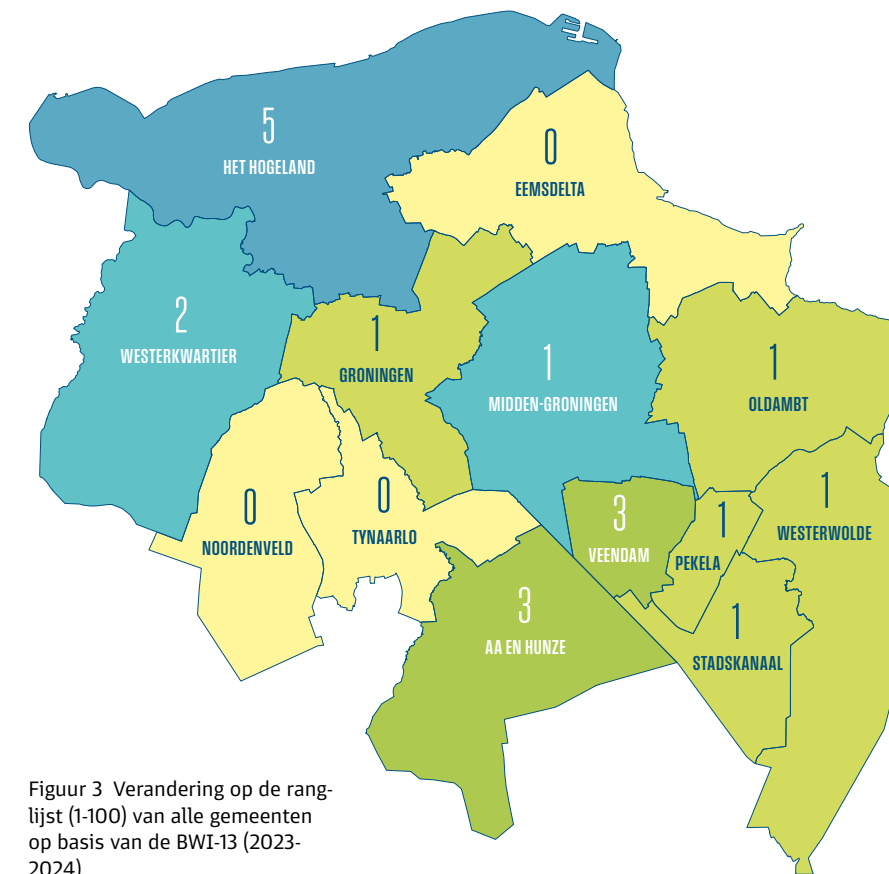 5
HET HOGELAND
0
EEMSDELTA
2
WESTERKWARTIER
1
GRONINGEN
1
MIDDEN-GRONINGEN
1
OLDAMBT
0
NOORDENVELD
0
TYNAARLO
3
VEENDAM
1
PEKELA
1
WESTERWOLDE
3
AA EN HUNZE
1
STADSKANAAL
Figuur 3 Verandering op de rang-
lijst (1-100) van alle gemeenten
op basis van de BWI-13 (2023-
2024)